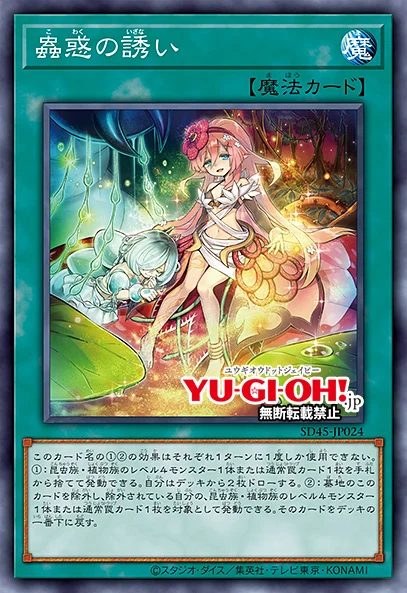 蟲惑の誘い
こ わく いざな
魔
【魔法カード】
ま ほう
ユウギオウドットジェイピー
YU-GI-OH!.jp
無断転載禁止
SD45-JP024
このカード名の①②の効果はそれぞれ1ターンに1度しか使用できない。
①：昆虫族・植物族のレベル4モンスター1体または通常罠カード1枚を手札
から捨てて発動できる。自分はデッキから2枚ドローする。②：墓地のこの
カードを除外し、除外されている自分の、昆虫族・植物族のレベル4モンスタ
ー1体または通常罠カード1枚を対象として発動できる。そのカードをデッキの
一番下に戻す。
©スタジオ・ダイス／集英社・テレビ東京・KONAMI